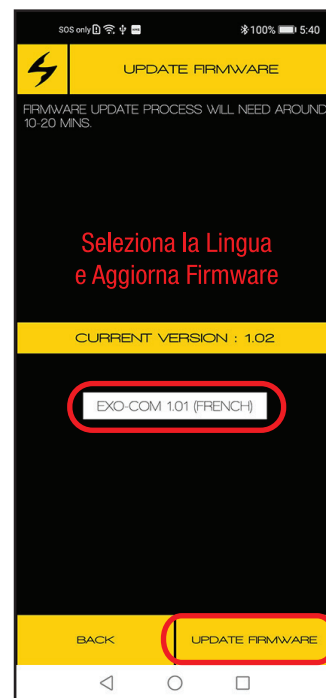 SOS only 100% 5:40
UPDATE FIRMWARE
FIRMWARE UPDATE PROCESS WILL NEED AROUND
10-20 MINS.
Seleziona la Lingua
e Aggiorna Firmware
CURRENT VERSION : 1.02
EXO-COM 1.01 (FRENCH)
BACK UPDATE FIRMWARE